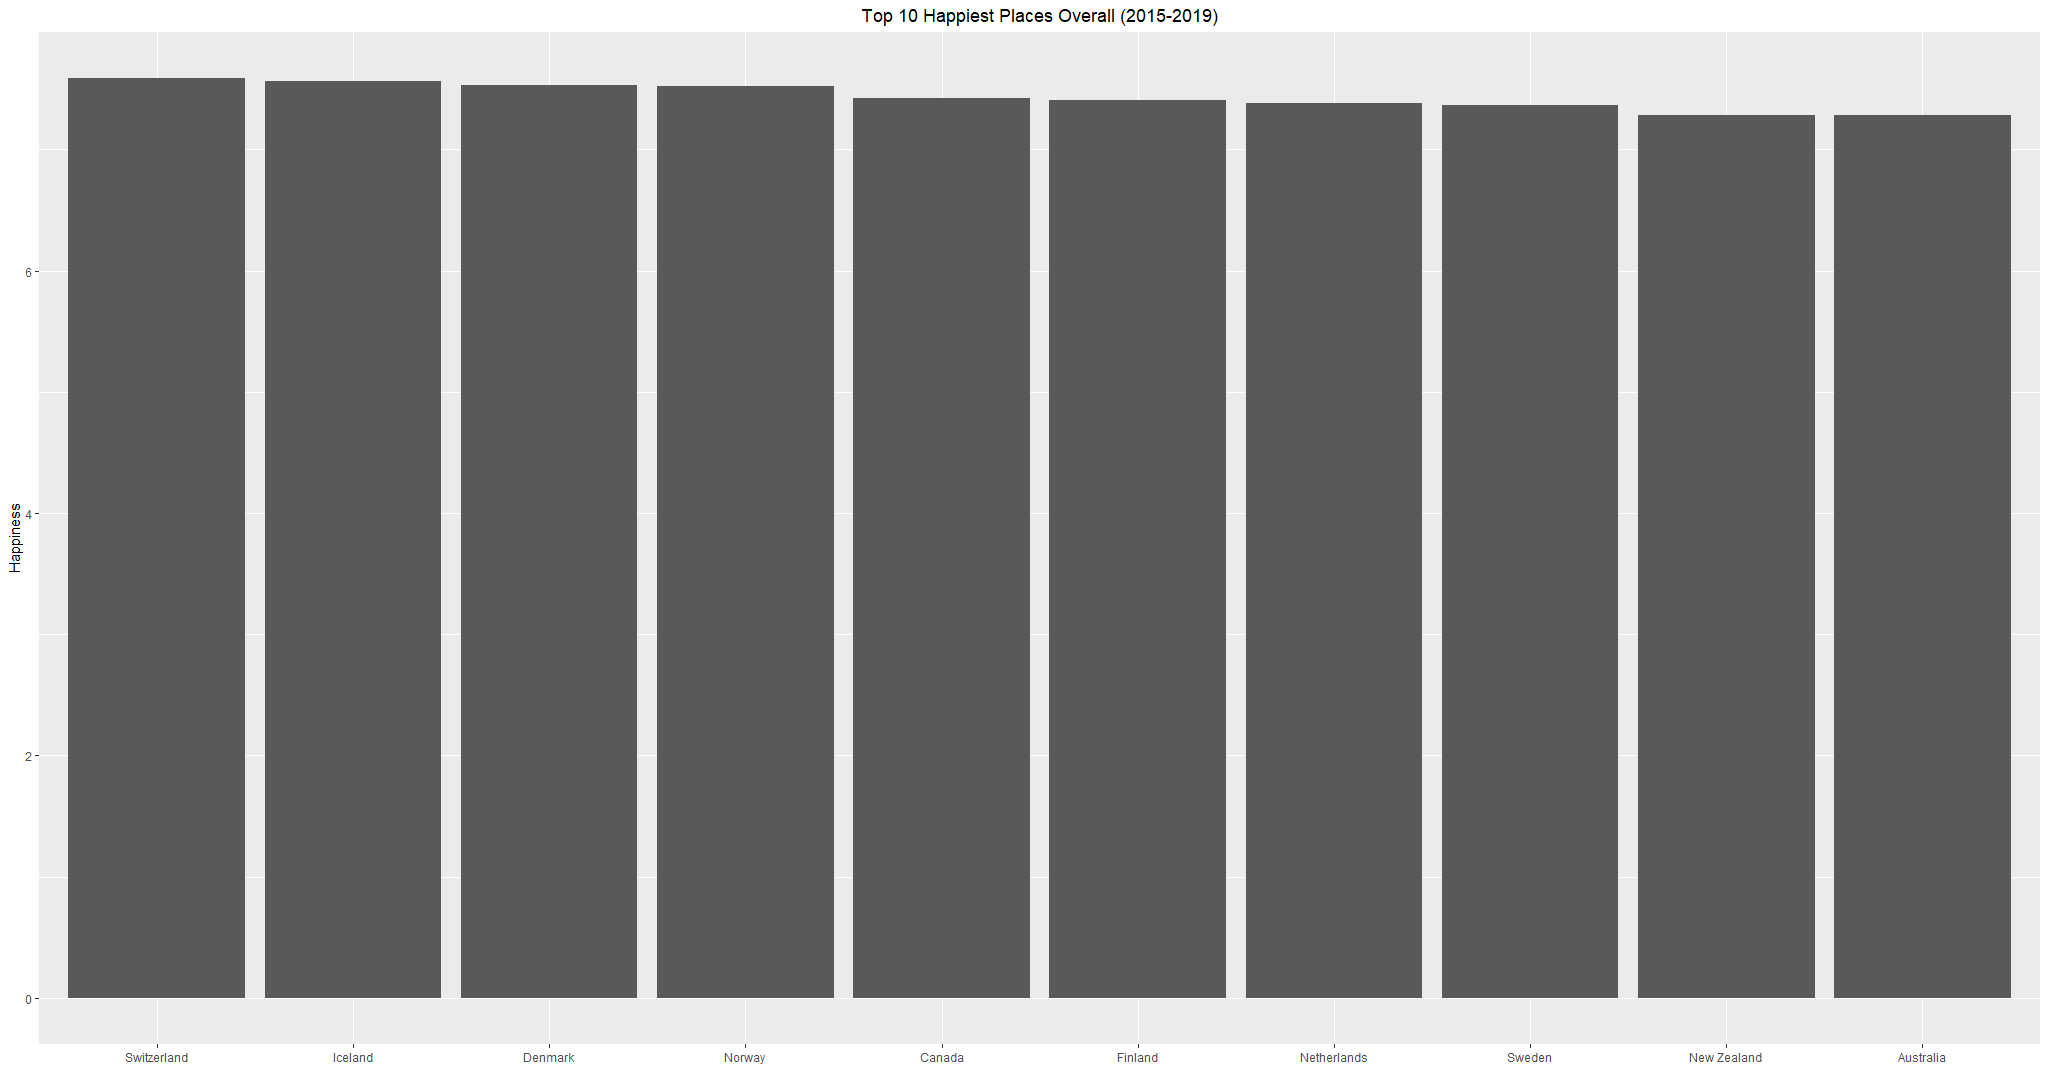 Top 10 Happiest Places Overall (2015-2019)
Happiness
6
4
2
0
Switzerland
Iceland
Denmark
Norway
Canada
Finland
Netherlands
Sweden
New Zealand
Australia